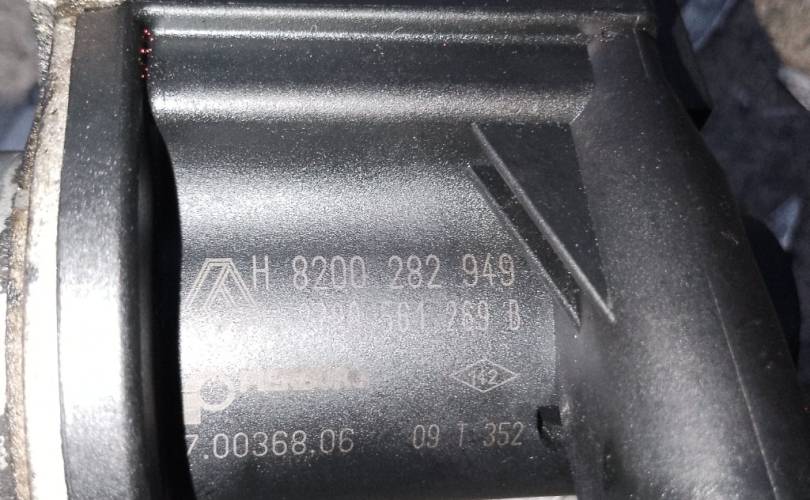 H 8200 282 949
561 269 B
PIERBURG
142
7.00368.06 09 T 352